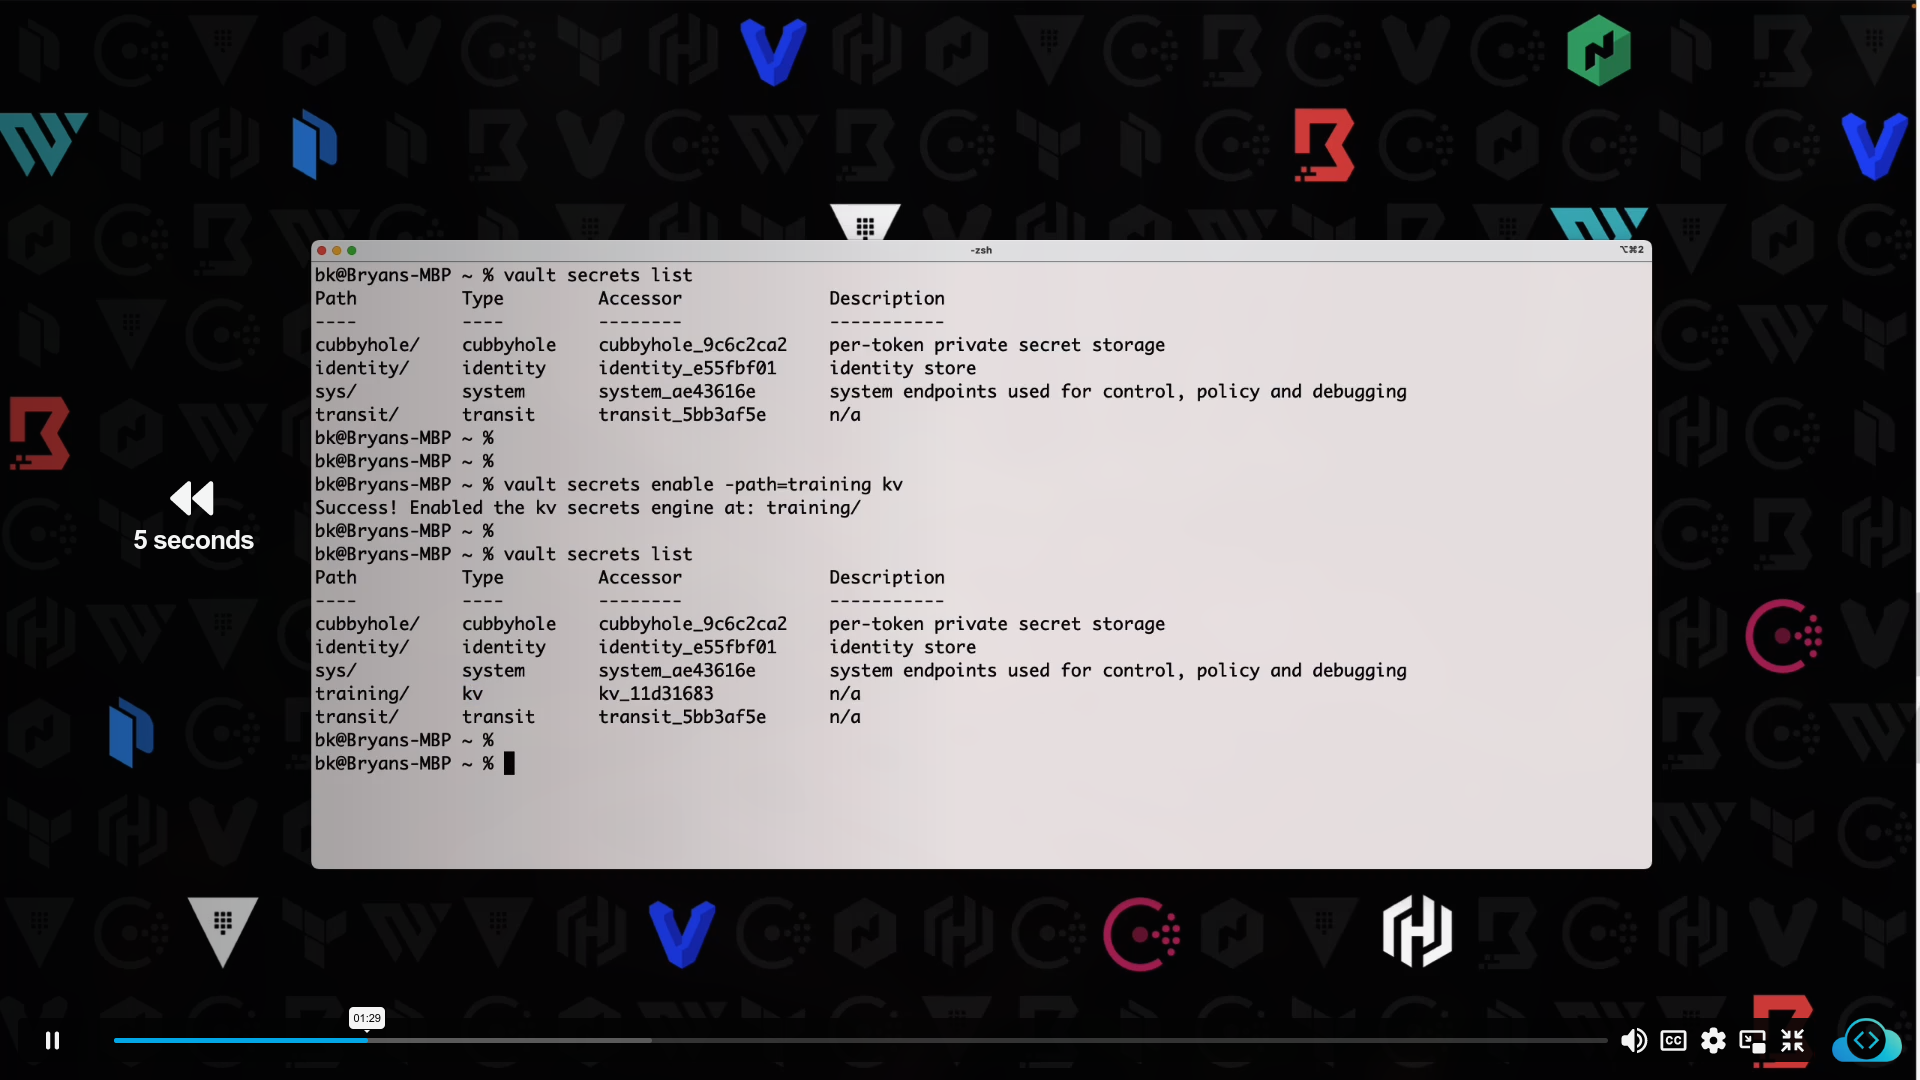 -zsh
⌥⌘2
bk@Bryans-MBP ~ % vault secrets list
Path Type Accessor Description
---- ---- -------- -----------
cubbyhole/ cubbyhole cubbyhole_9c6c2ca2 per-token private secret storage
identity/ identity identity_e55fbf01 identity store
sys/ system system_ae43616e system endpoints used for control, policy and debugging
transit/ transit transit_5bb3af5e n/a
bk@Bryans-MBP ~ %
bk@Bryans-MBP ~ %
bk@Bryans-MBP ~ % vault secrets enable -path=training kv
Success! Enabled the kv secrets engine at: training/
bk@Bryans-MBP ~ %
bk@Bryans-MBP ~ % vault secrets list
Path Type Accessor Description
---- ---- -------- -----------
cubbyhole/ cubbyhole cubbyhole_9c6c2ca2 per-token private secret storage
identity/ identity identity_e55fbf01 identity store
sys/ system system_ae43616e system endpoints used for control, policy and debugging
training/ kv kv_11d31683 n/a
transit/ transit transit_5bb3af5e n/a
bk@Bryans-MBP ~ %
bk@Bryans-MBP ~ %
5 seconds
01:29
CC